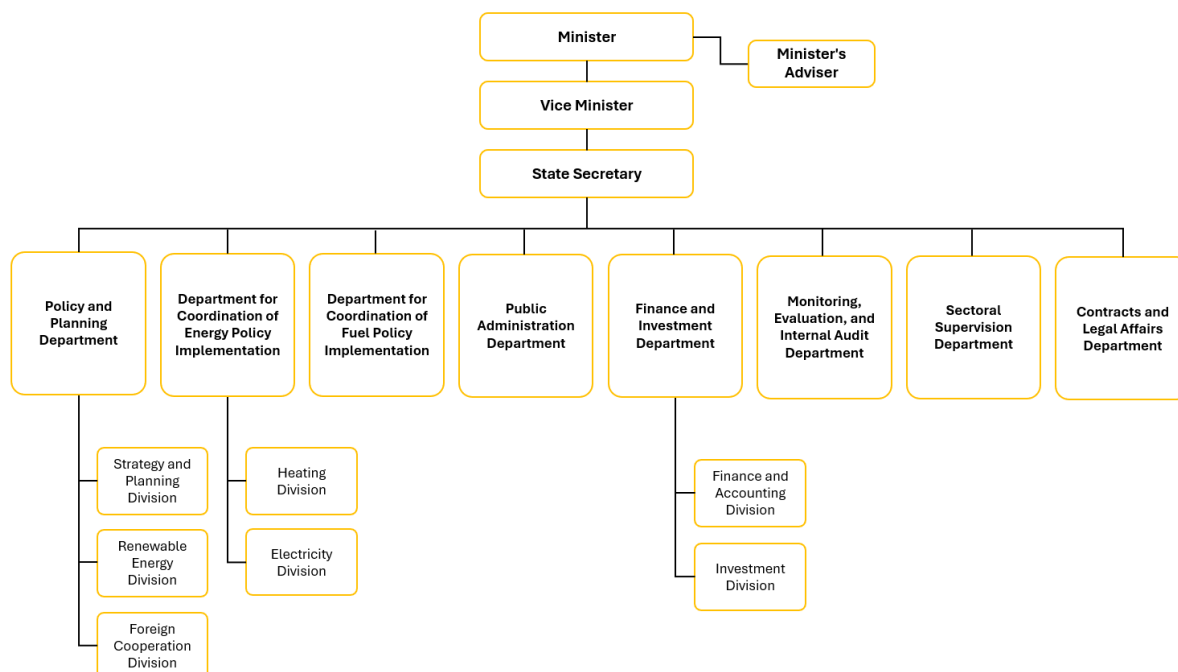 Minister
Minister's
Adviser
Vice Minister
State Secretary
Policy and
Planning
Department
Department for
Coordination of
Energy Policy
Implementation
Department for
Coordination of
Fuel Policy
Implementation
Public
Administration
Department
Finance and
Investment
Department
Monitoring,
Evaluation, and
Internal Audit
Department
Sectoral
Supervision
Department
Contracts and
Legal Affairs
Department
Strategy and
Planning
Division
Renewable
Energy
Division
Foreign
Cooperation
Division
Heating
Division
Electricity
Division
Finance and
Accounting
Division
Investment
Division